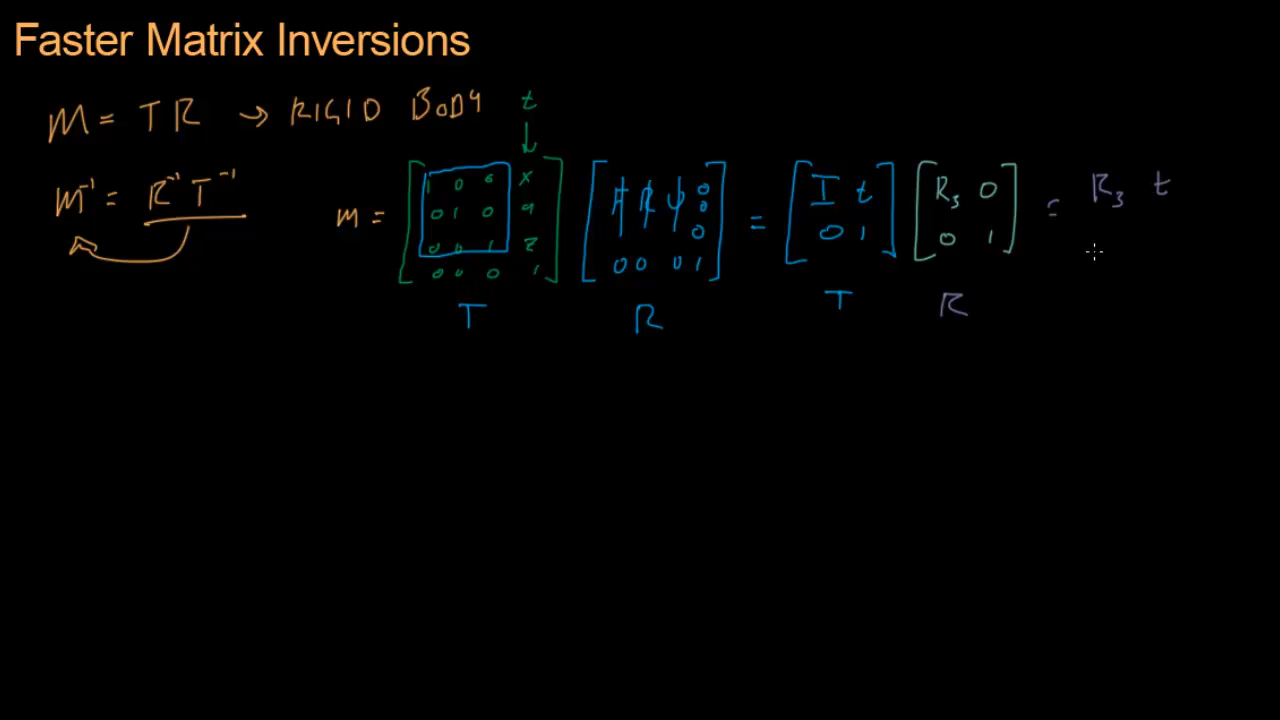 Faster Matrix Inversions
M = T R → RIGID BODY t
M⁻¹ = R⁻¹ T⁻¹
M = [1 0 0 x [ 0 = [I t [R₃ 0 = R₃ t
0 1 0 y 0 0 1] 0 1]
0 0 1 z 0
0 0 0 1] 0 0 0 1]
T R T R